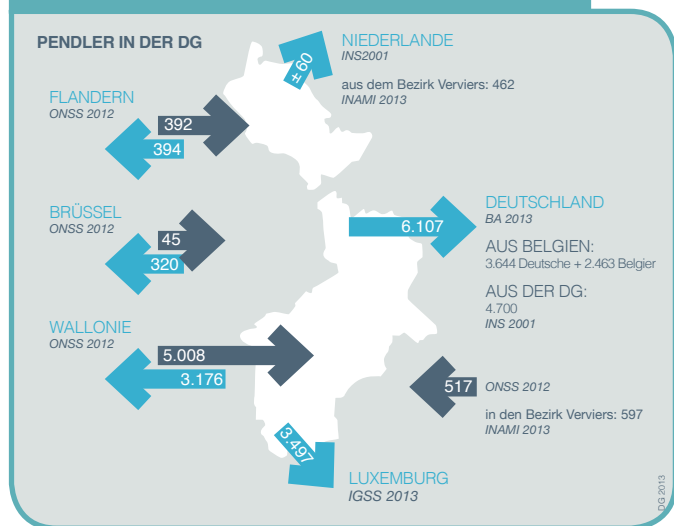 PENDLER IN DER DG
NIEDERLANDE
INS2001
± 60
aus dem Bezirk Verviers: 462
INAMI 2013
FLANDERN
ONSS 2012
392
394
BRÜSSEL
ONSS 2012
45
320
DEUTSCHLAND
BA 2013
6.107
AUS BELGIEN:
3.644 Deutsche + 2.463 Belgier
AUS DER DG:
4.700
INS 2001
WALLONIE
ONSS 2012
5.008
3.176
517
ONSS 2012
in den Bezirk Verviers: 597
INAMI 2013
3.497
LUXEMBURG
IGSS 2013
DG 2013